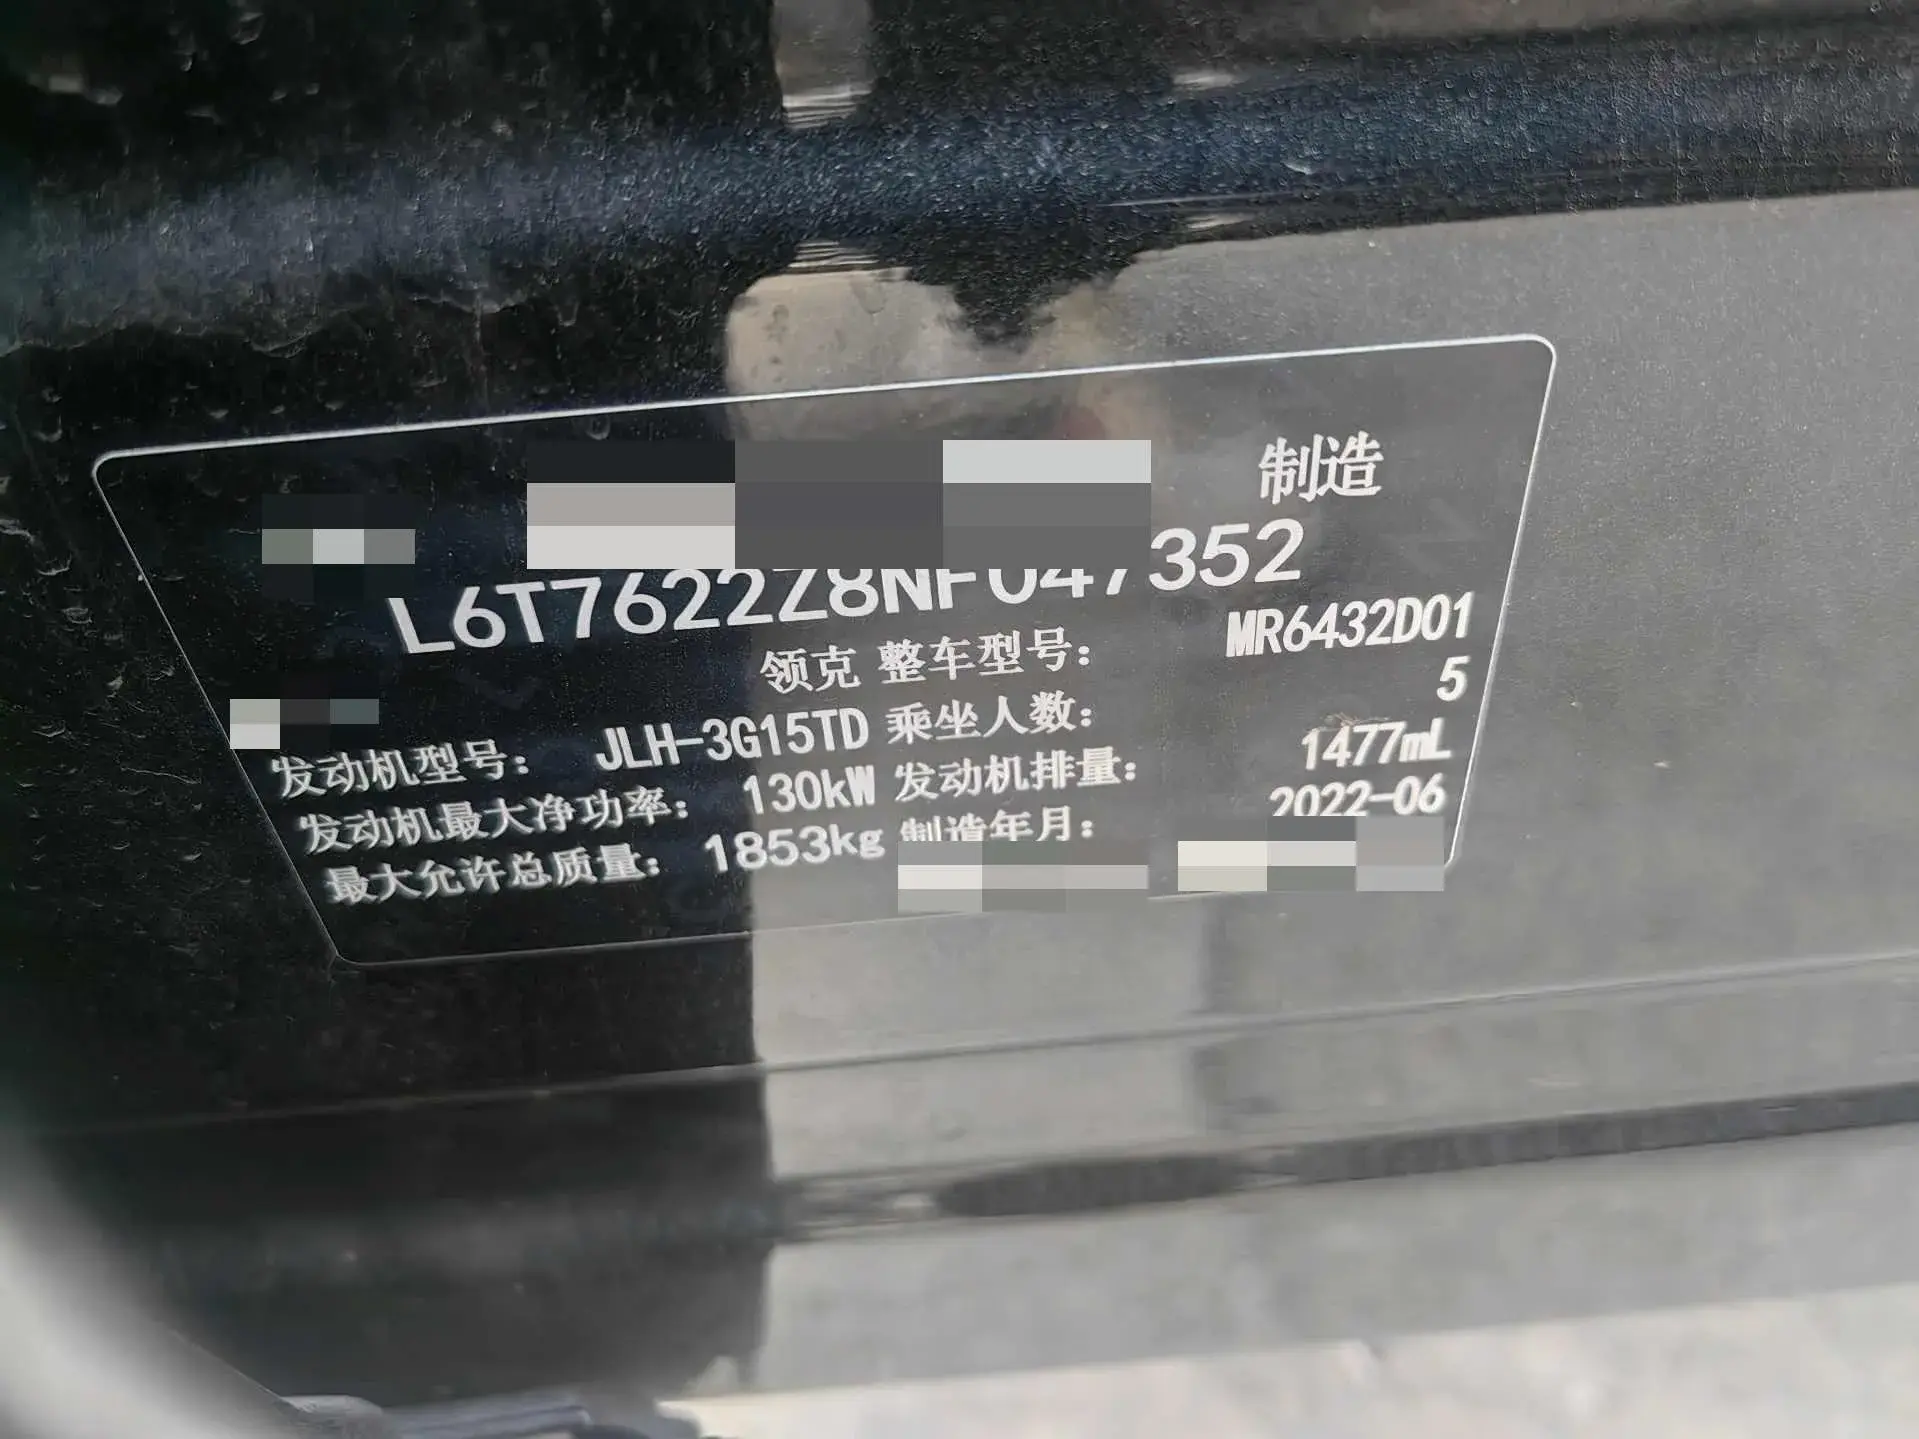 制造
L6T7622Z8NF047352
领克 整车型号: MR6432D01
发动机型号: JLH-3G15TD 乘坐人数: 5
发动机最大净功率: 130kW 发动机排量: 1477mL
最大允许总质量: 1853kg 制造年月: 2022-06